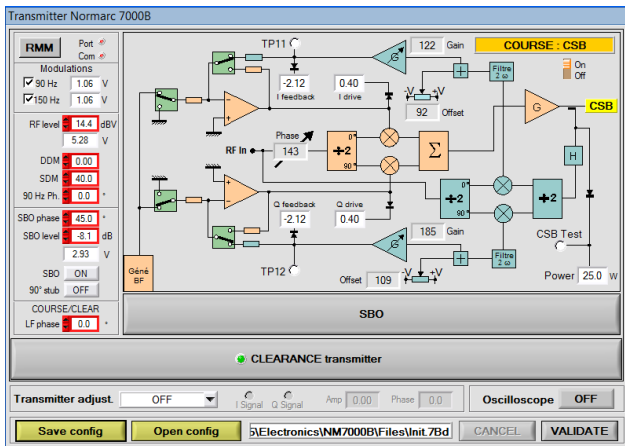 Transmitter Normarc 7000B
RMM
Port
Com
Modulations
90 Hz 1.06 V
150 Hz 1.06 V
RF level 14.4 dBV
5.28 V
DDM 0.00
SDM 40.0
90 Hz Ph. 0.0 °
SBO phase 45.0 °
SBO level -8.1 dB
2.93 V
SBO ON
90° stub OFF
COURSE/CLEAR
LF phase 0.0 °
TP11
122 Gain
COURSE : CSB
On
Off
-2.12
I feedback
0.40
I drive
-V +V
92 Offset
G
Filtre
2 ω
G
CSB
Phase
RF In 143
0°
÷2
90°
Σ
H
0°
÷2
90°
÷2
Q feedback
-2.12
Q drive
0.40
185 Gain
G
Filtre
2 ω
CSB Test
Géné
BF
TP12
Offset 109
-V +V
Power 25.0 W
SBO
CLEARANCE transmitter
Transmitter adjust. OFF
I Signal Q Signal
Amp 0.00 Phase 0.0
Oscilloscope OFF
Save config Open config 5\Electronics\NM7000B\Files\Init.7Bd CANCEL VALIDATE